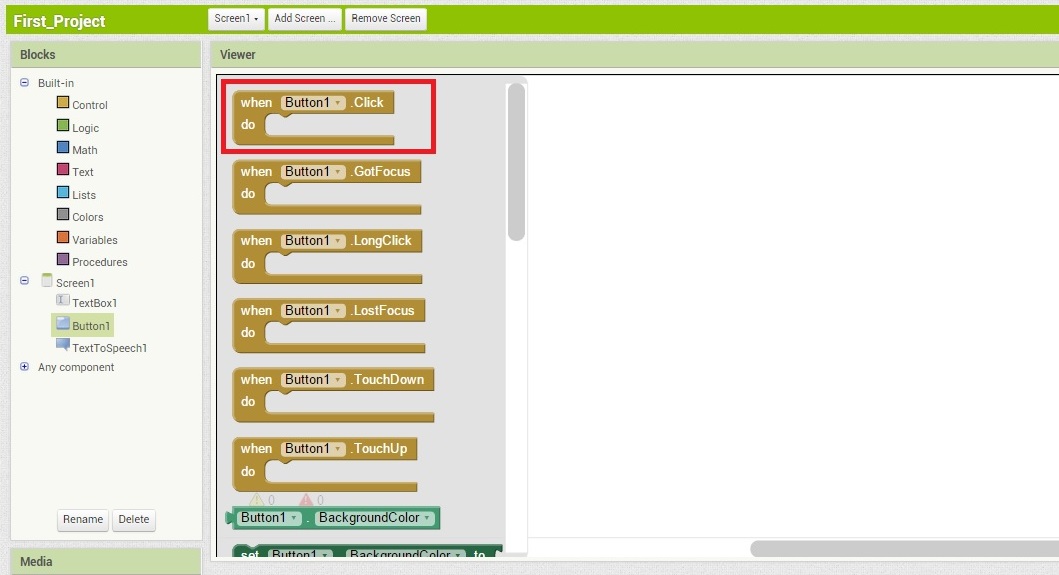 First_Project Screen1 Add Screen ... Remove Screen
Blocks
Built-in
Control
Logic
Math
Text
Lists
Colors
Variables
Procedures
Screen1
TextBox1
Button1
TextToSpeech1
Any component
Rename Delete
Media
Viewer
when Button1 .Click
do
when Button1 .GotFocus
do
when Button1 .LongClick
do
when Button1 .LostFocus
do
when Button1 .TouchDown
do
when Button1 .TouchUp
do
0 0
Button1 . BackgroundColor
set Button1 . BackgroundColor to